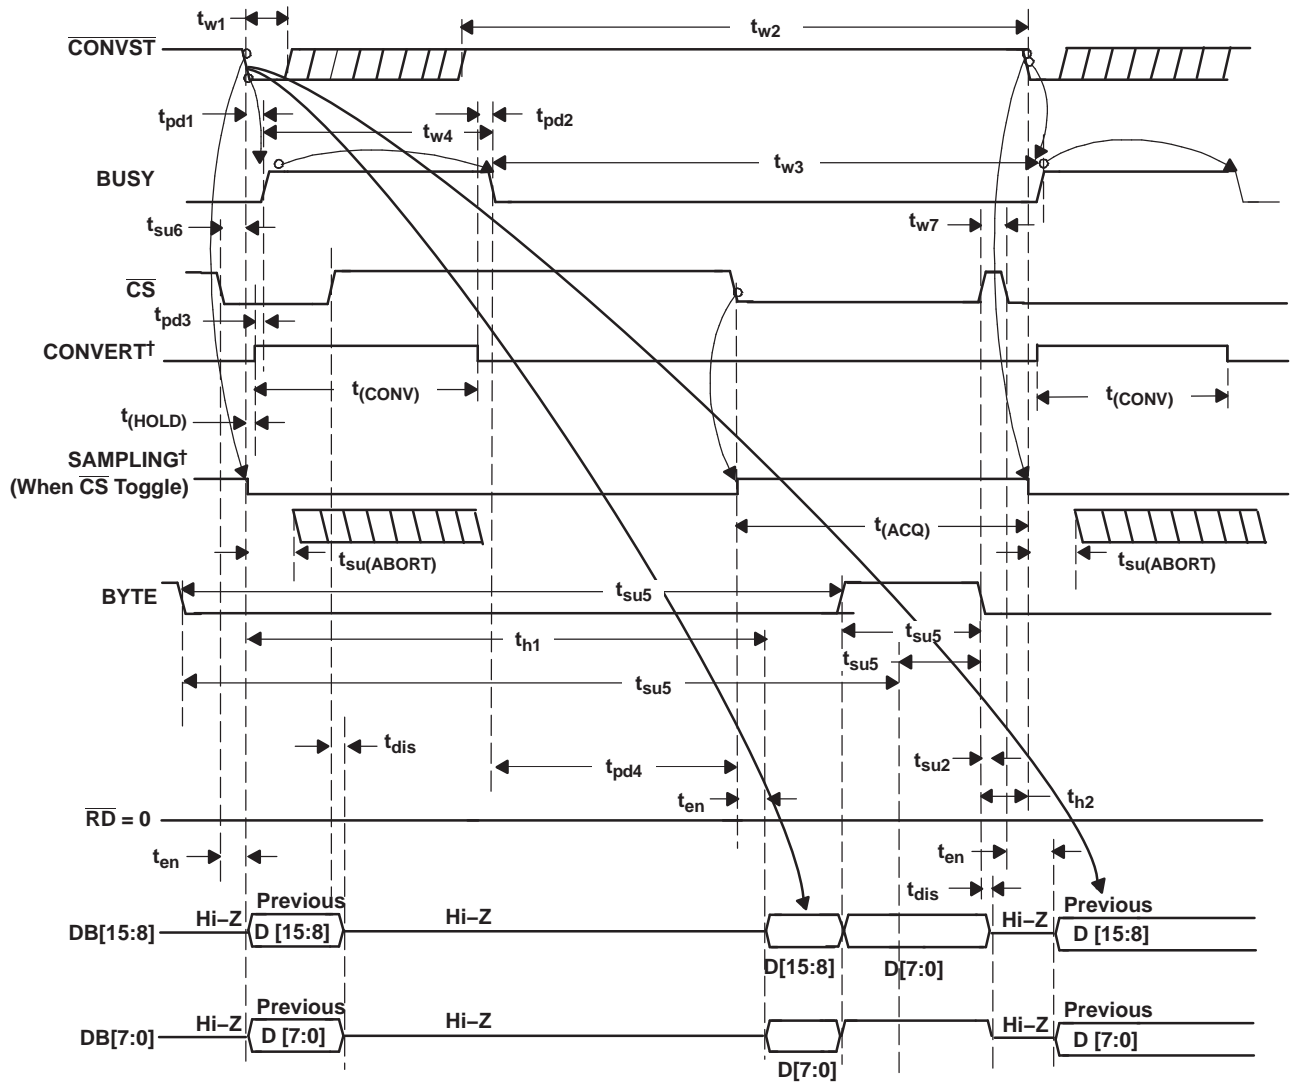 tw1
tw2
CONVST
tpd1
tw4
tpd2
tw3
BUSY
tsu6
tw7
CS
tpd3
CONVERT†
t(CONV)
t(CONV)
t(HOLD)
SAMPLING†
(When CS Toggle)
t(ACQ)
tsu(ABORT)
tsu(ABORT)
BYTE
tsu5
th1
tsu5
tsu5
tsu5
tdis
tpd4
tsu2
ten
th2
RD = 0
ten
ten
tdis
Previous
Previous
Hi–Z
Hi–Z
Hi–Z
DB[15:8]
D [15:8]
D [15:8]
D[15:8]
D[7:0]
Previous
Previous
Hi–Z
Hi–Z
Hi–Z
DB[7:0]
D [7:0]
D [7:0]
D[7:0]